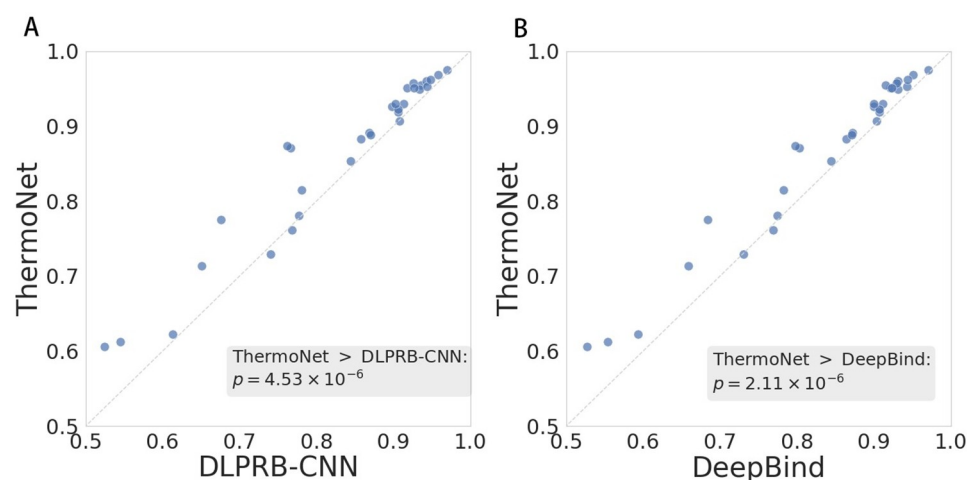 A
1.0
0.9
0.8
0.7
0.6
0.5
ThermoNet
ThermoNet > DLPRB-CNN:
p = 4.53 × 10⁻⁶
0.5 0.6 0.7 0.8 0.9 1.0
DLPRB-CNN
B
1.0
0.9
0.8
0.7
0.6
0.5
ThermoNet
ThermoNet > DeepBind:
p = 2.11 × 10⁻⁶
0.5 0.6 0.7 0.8 0.9 1.0
DeepBind